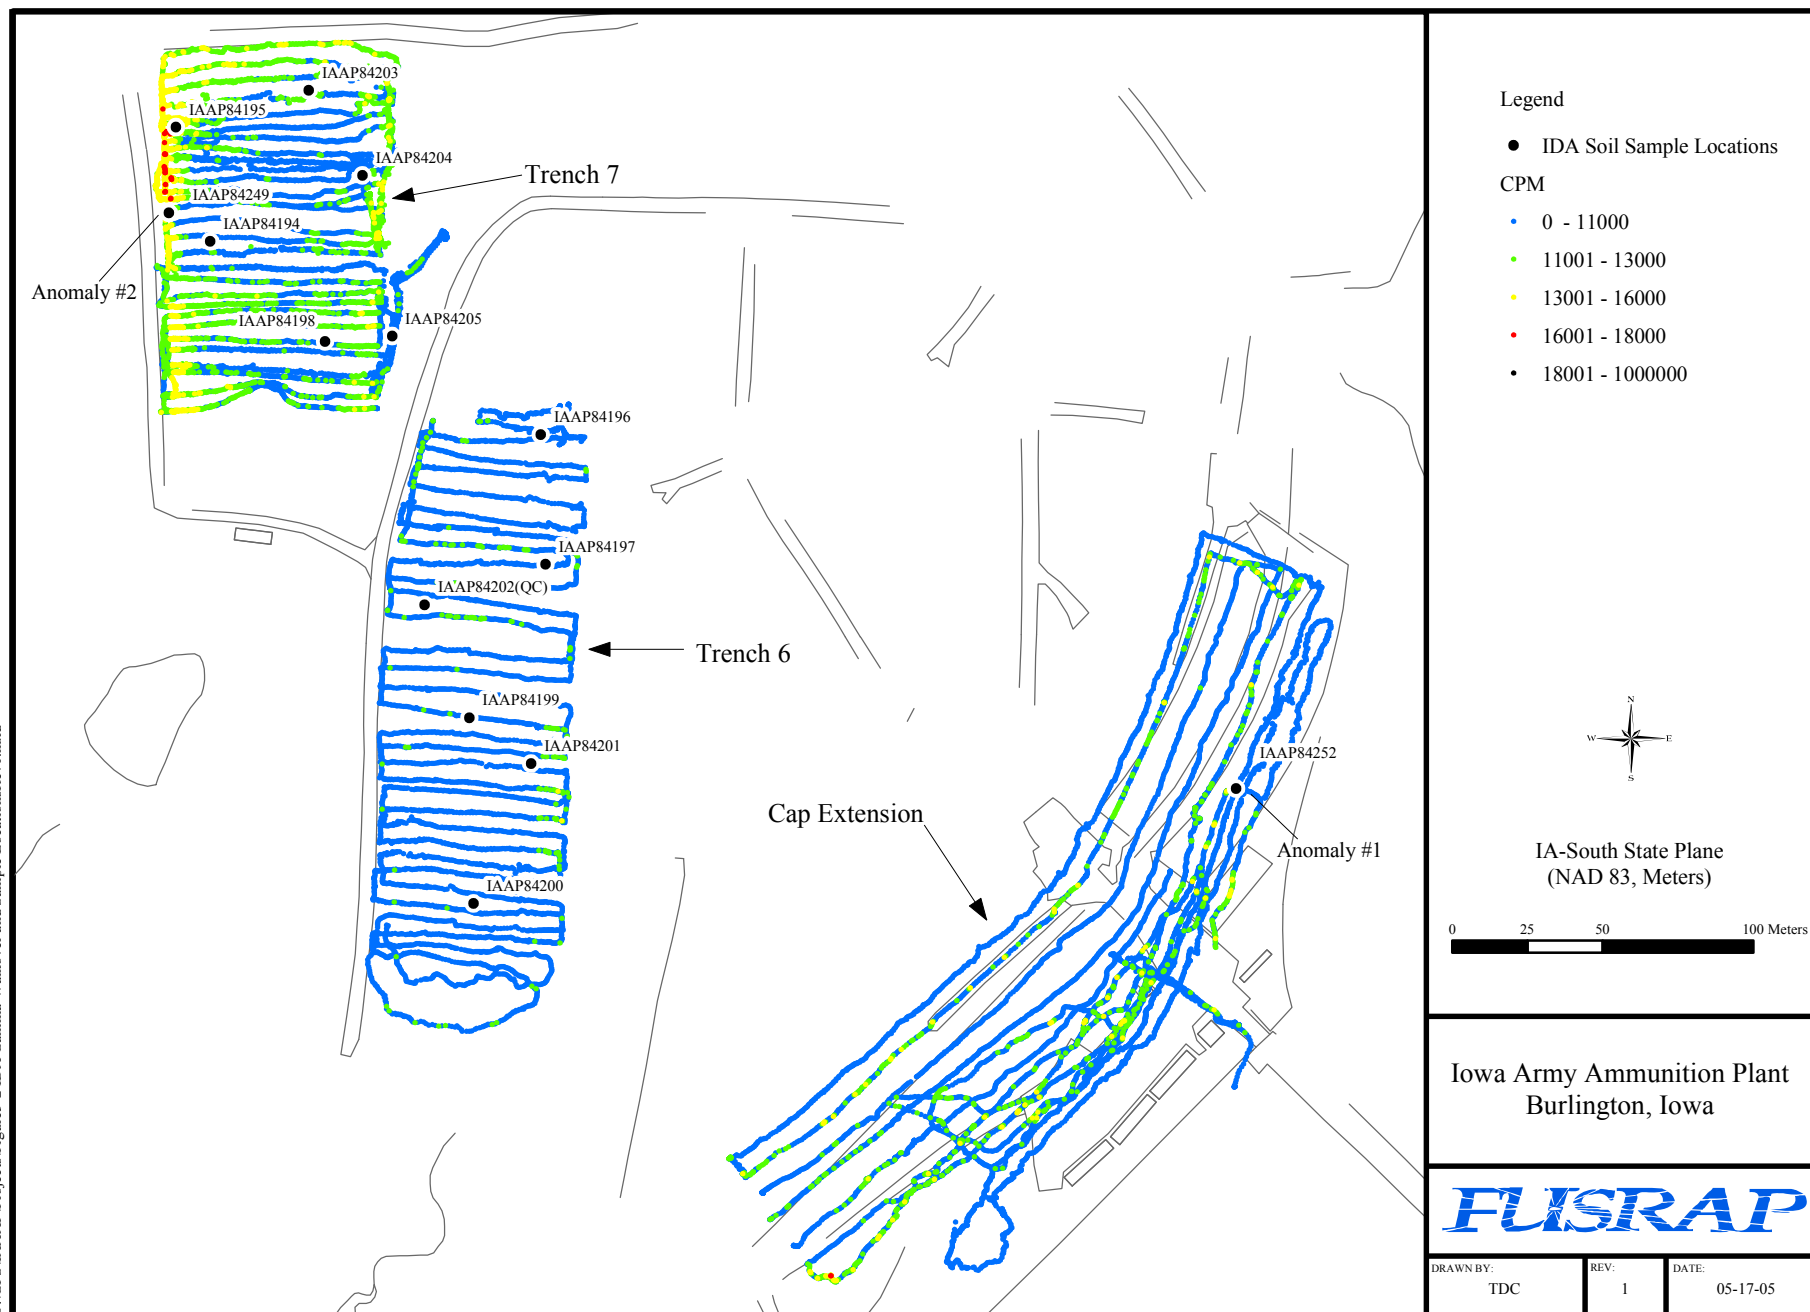 IAAP84203
IAAP84195
IAAP84204
Trench 7
IAAP84249
IAAP84194
Anomaly #2
IAAP84198
IAAP84205
IAAP84196
IAAP84197
IAAP84202(QC)
Trench 6
IAAP84199
IAAP84201
IAAP84252
Cap Extension
Anomaly #1
IAAP84200
Legend
IDA Soil Sample Locations
CPM
0 - 11000
11001 - 13000
13001 - 16000
16001 - 18000
18001 - 1000000
N
W E
S
IA-South State Plane
(NAD 83, Meters)
0 25 50 100 Meters
Iowa Army Ammunition Plant
Burlington, Iowa
FUSRAP
DRAWN BY:
TDC
REV:
1
DATE:
05-17-05